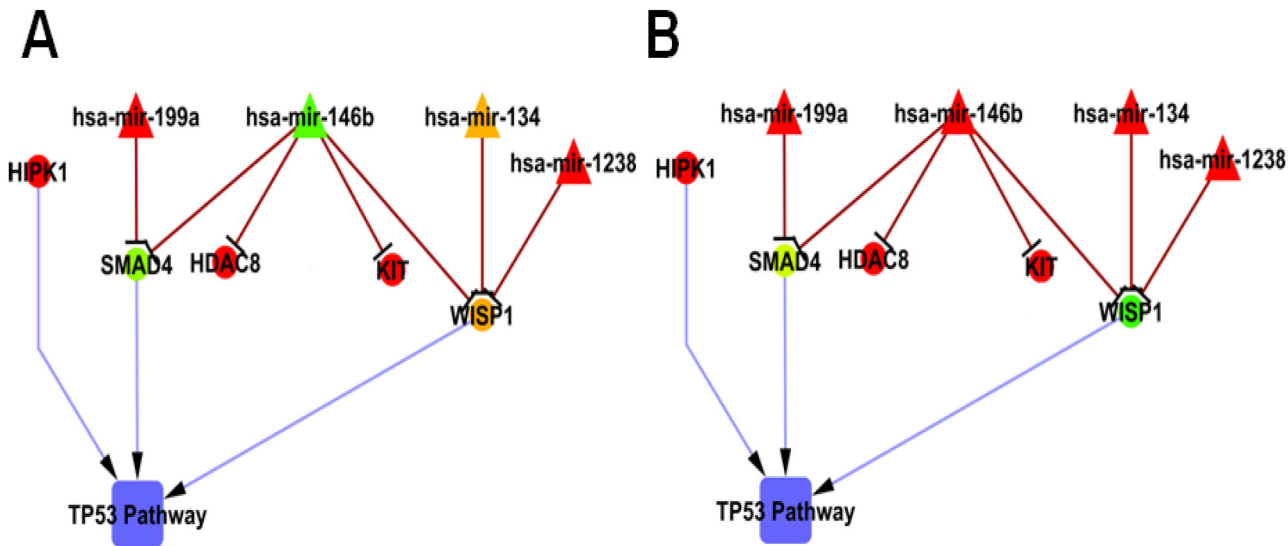 A
hsa-mir-199a
hsa-mir-146b
hsa-mir-134
hsa-mir-1238
HIPK1
SMAD4
HDAC8
KIT
WISP1
TP53 Pathway
B
hsa-mir-199a
hsa-mir-146b
hsa-mir-134
hsa-mir-1238
HIPK1
SMAD4
HDAC8
KIT
WISP1
TP53 Pathway